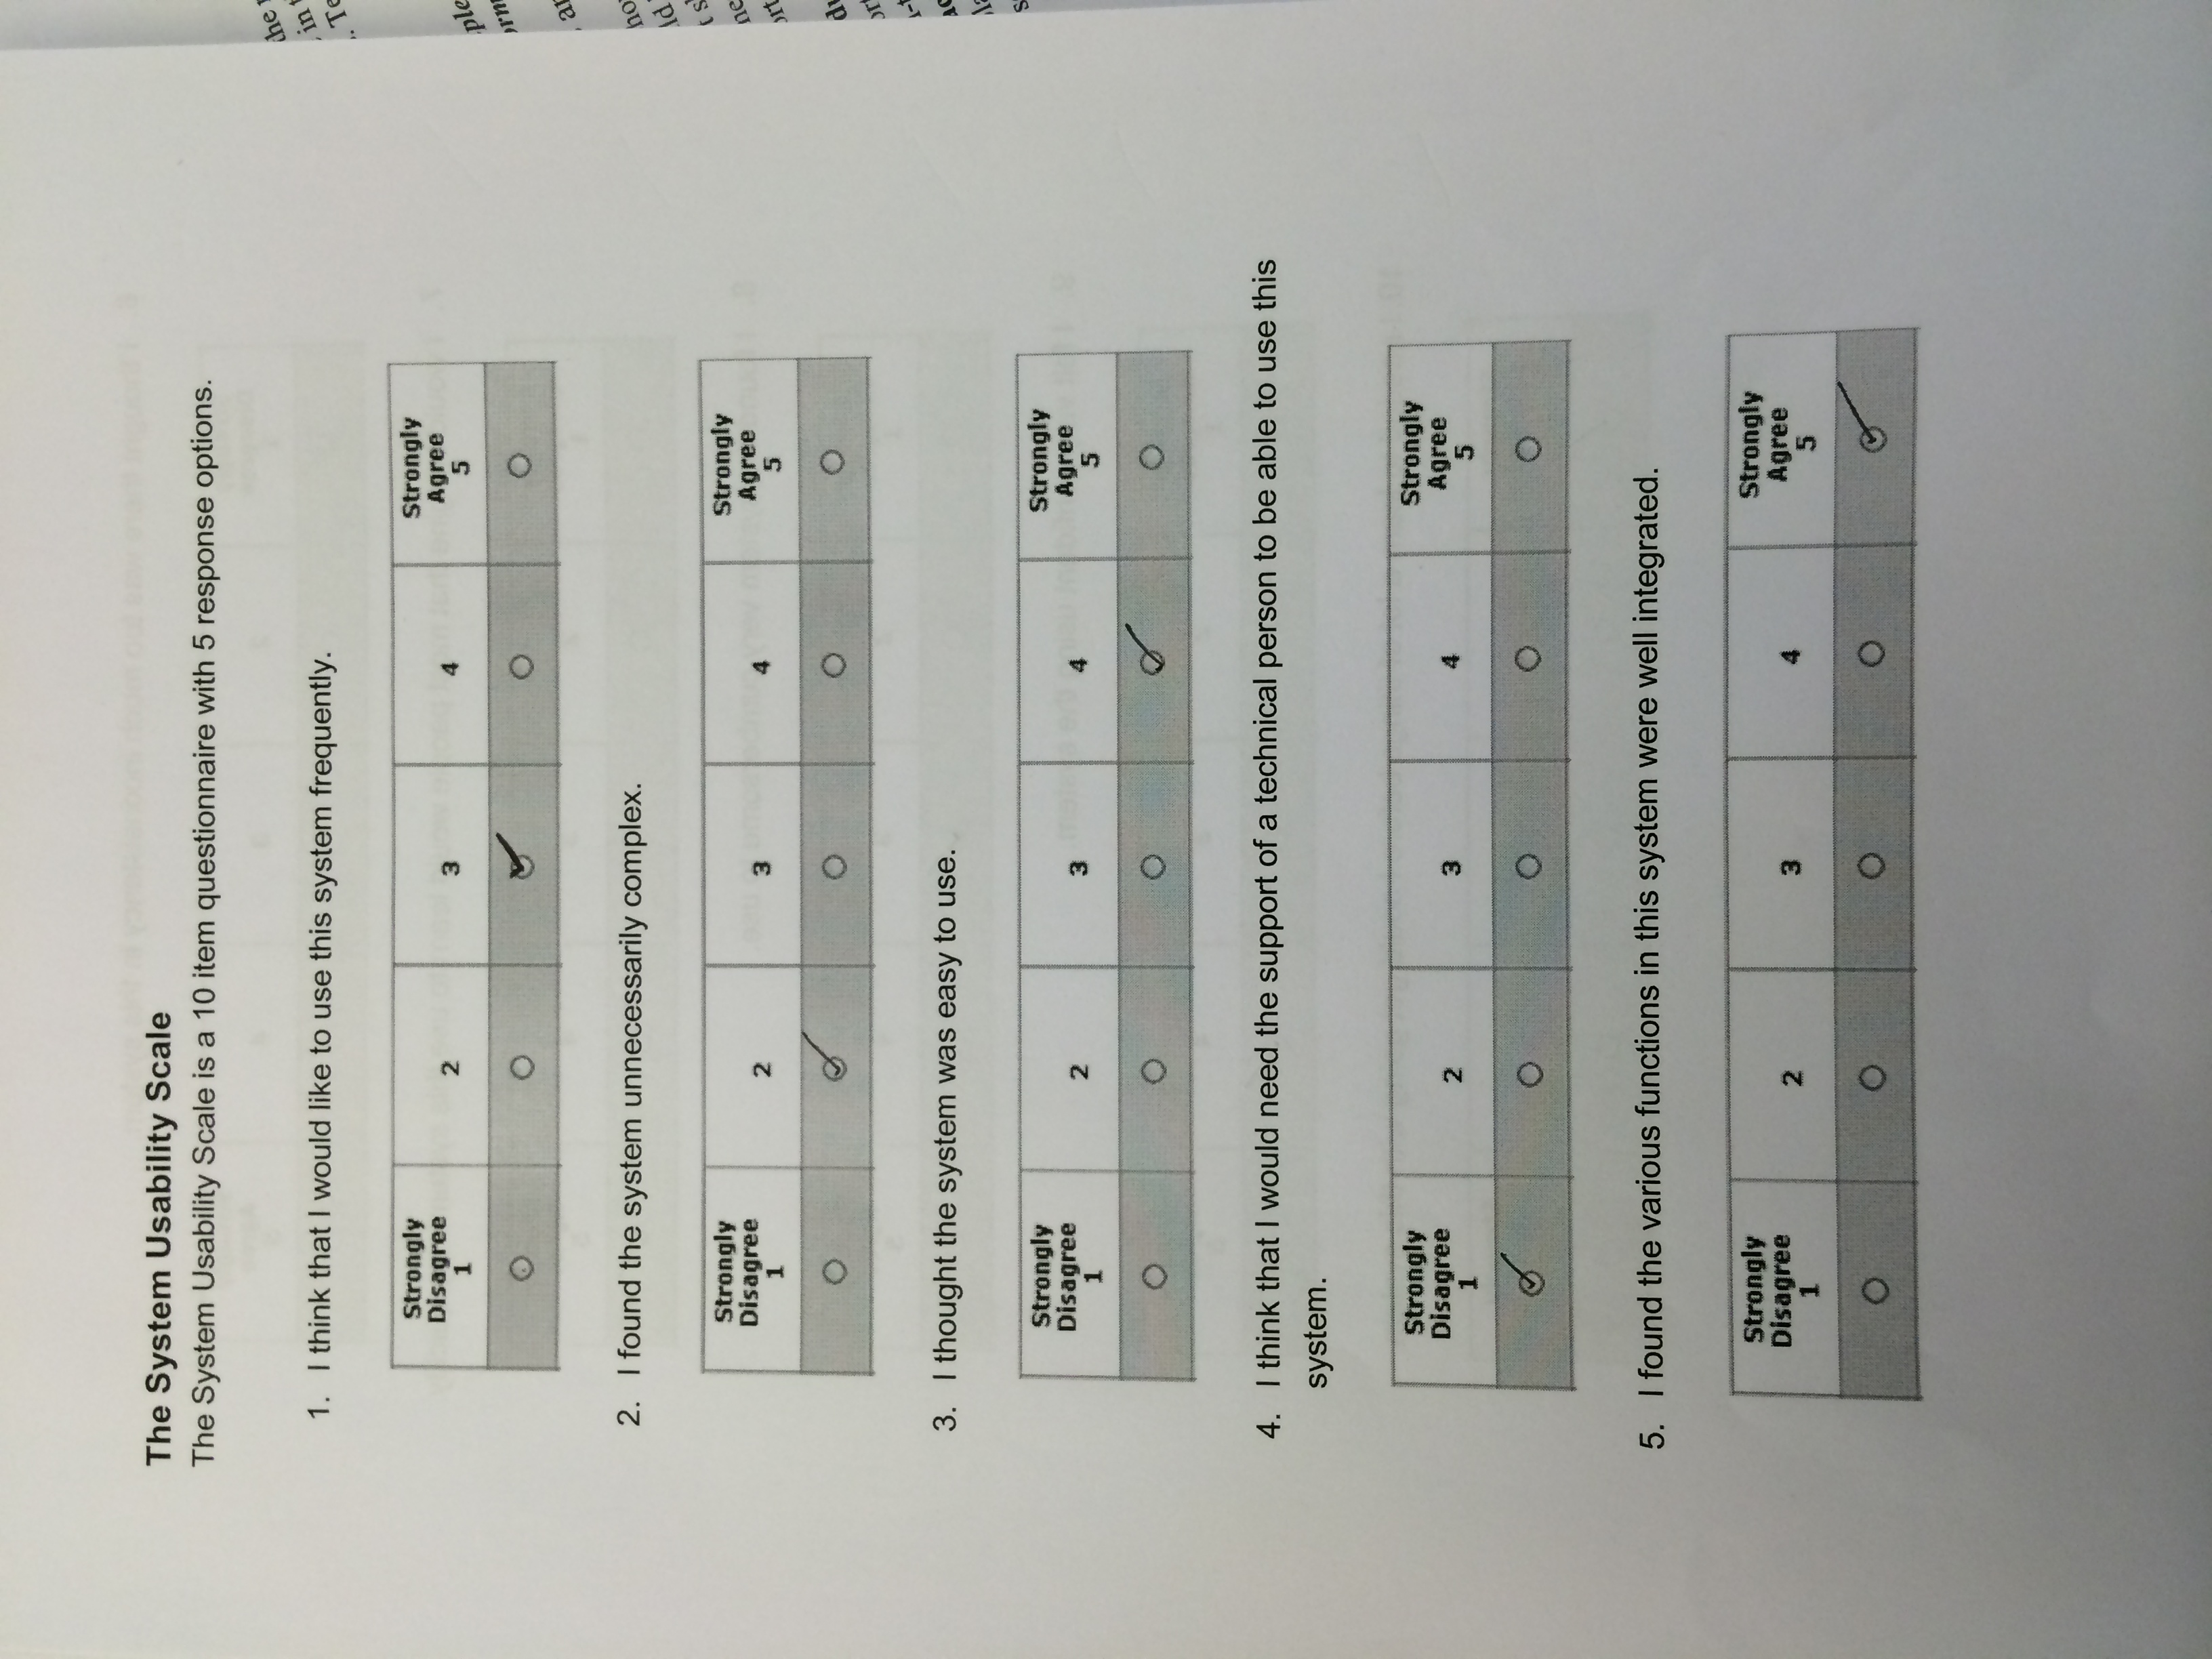 The System Usability Scale
The System Usability Scale is a 10 item questionnaire with 5 response options.
1. I think that I would like to use this system frequently.
Strongly Disagree 1 2 3 4 Strongly Agree 5
2. I found the system unnecessarily complex.
Strongly Disagree 1 2 3 4 Strongly Agree 5
3. I thought the system was easy to use.
Strongly Disagree 1 2 3 4 Strongly Agree 5
4. I think that I would need the support of a technical person to be able to use this
system.
Strongly Disagree 1 2 3 4 Strongly Agree 5
5. I found the various functions in this system were well integrated.
Strongly Disagree 1 2 3 4 Strongly Agree 5